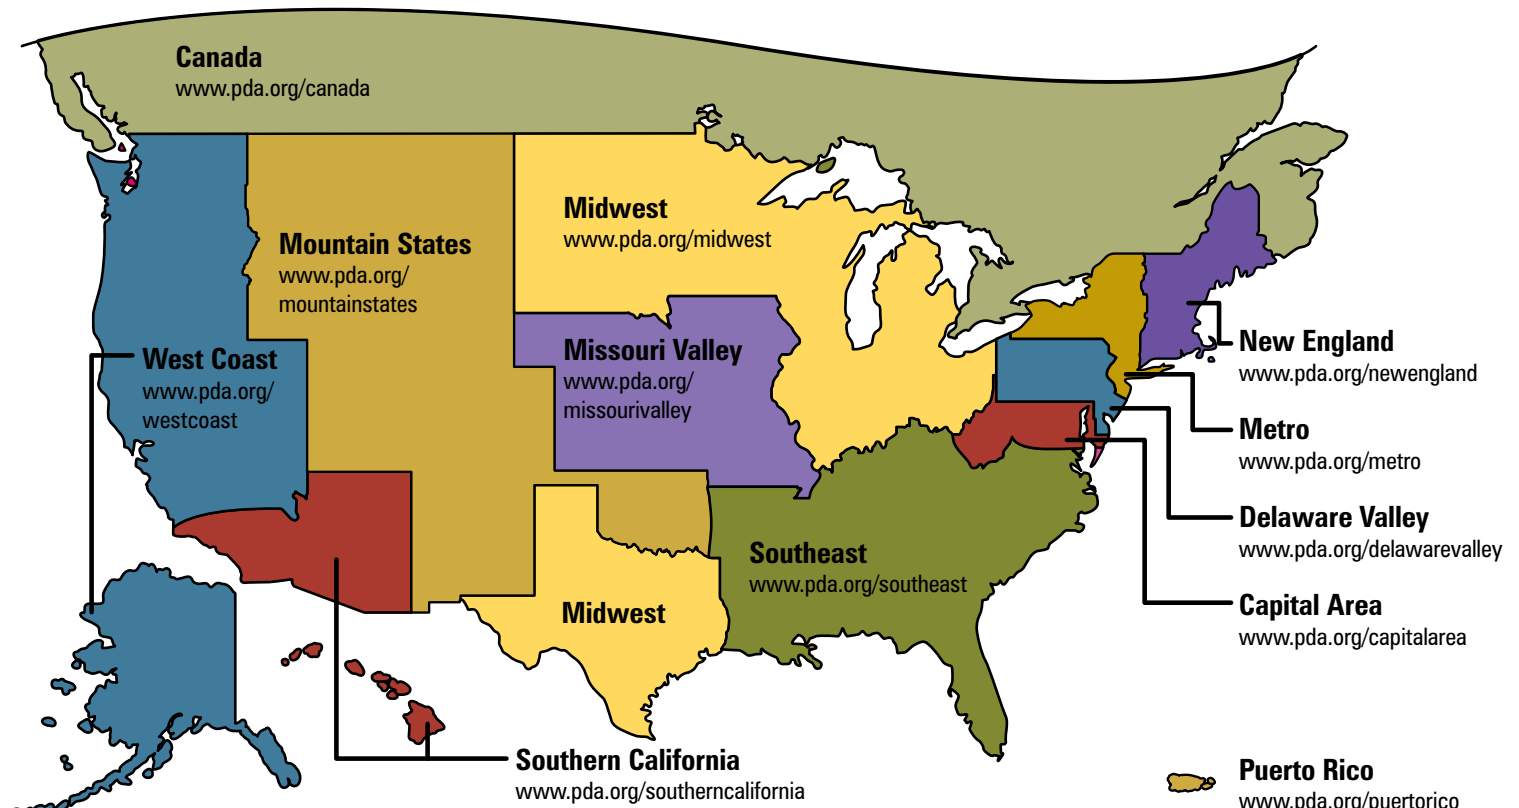 Canada
www.pda.org/canada
Midwest
www.pda.org/midwest
Mountain States
www.pda.org/
mountainstates
West Coast
www.pda.org/
westcoast
Missouri Valley
www.pda.org/
missourivalley
New England
www.pda.org/newengland
Metro
www.pda.org/metro
Delaware Valley
www.pda.org/delawarevalley
Southeast
www.pda.org/southeast
Midwest
Capital Area
www.pda.org/capitalarea
Southern California
www.pda.org/southerncalifornia
Puerto Rico
www.pda.org/puertorico